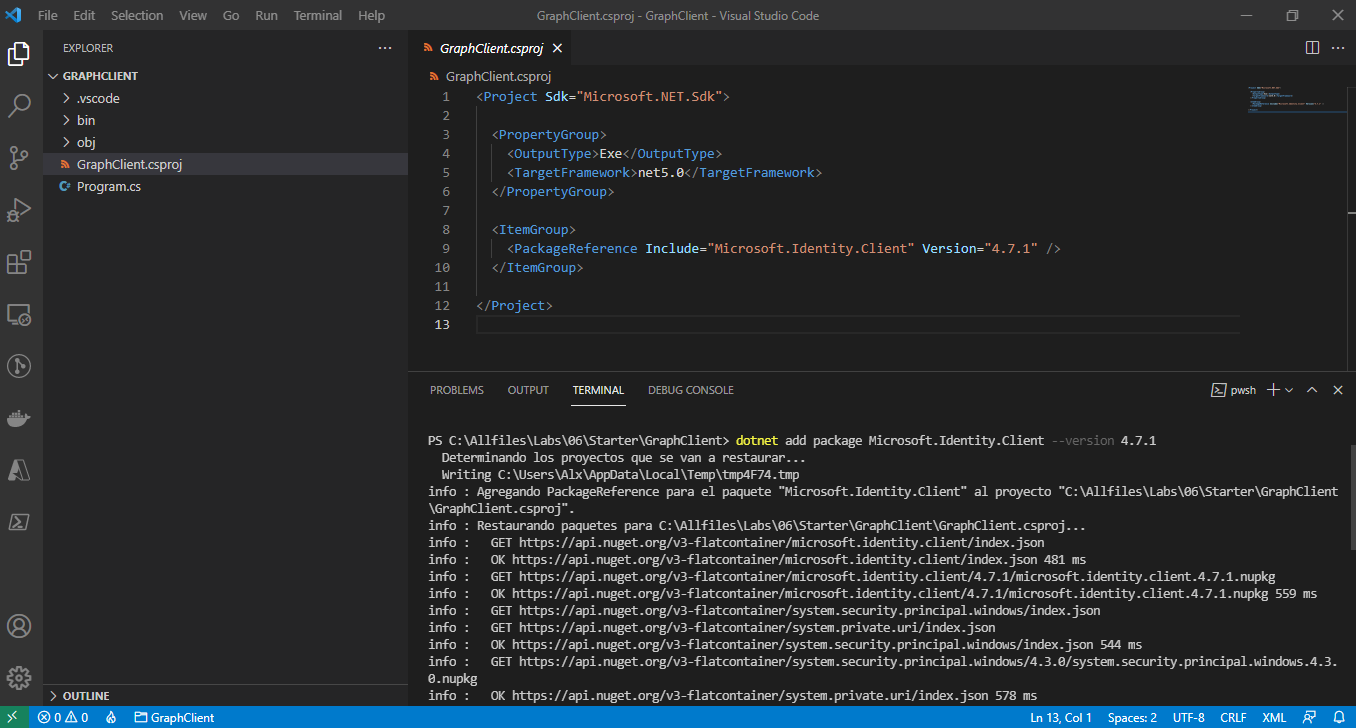 File Edit Selection View Go Run Terminal Help GraphClient.csproj - GraphClient - Visual Studio Code
EXPLORER ...
GRAPHCLIENT
.vscode
bin
obj
GraphClient.csproj
Program.cs
OUTLINE
GraphClient.csproj
GraphClient.csproj
1 <Project Sdk="Microsoft.NET.Sdk">
2
3 <PropertyGroup>
4 <OutputType>Exe</OutputType>
5 <TargetFramework>net5.0</TargetFramework>
6 </PropertyGroup>
7
8 <ItemGroup>
9 <PackageReference Include="Microsoft.Identity.Client" Version="4.7.1" />
10 </ItemGroup>
11
12 </Project>
13
PROBLEMS OUTPUT TERMINAL DEBUG CONSOLE pwsh
PS C:\Allfiles\Labs\06\Starter\GraphClient> dotnet add package Microsoft.Identity.Client --version 4.7.1
Determinando los proyectos que se van a restaurar...
Writing C:\Users\Alx\AppData\Local\Temp\tmp4F74.tmp
info : Agregando PackageReference para el paquete "Microsoft.Identity.Client" al proyecto "C:\Allfiles\Labs\06\Starter\GraphClient
\GraphClient.csproj".
info : Restaurando paquetes para C:\Allfiles\Labs\06\Starter\GraphClient\GraphClient.csproj...
info :   GET https://api.nuget.org/v3-flatcontainer/microsoft.identity.client/index.json
info :   OK https://api.nuget.org/v3-flatcontainer/microsoft.identity.client/index.json 481 ms
info :   GET https://api.nuget.org/v3-flatcontainer/microsoft.identity.client/4.7.1/microsoft.identity.client.4.7.1.nupkg
info :   OK https://api.nuget.org/v3-flatcontainer/microsoft.identity.client/4.7.1/microsoft.identity.client.4.7.1.nupkg 559 ms
info :   GET https://api.nuget.org/v3-flatcontainer/system.security.principal.windows/index.json
info :   GET https://api.nuget.org/v3-flatcontainer/system.private.uri/index.json
info :   OK https://api.nuget.org/v3-flatcontainer/system.security.principal.windows/index.json 544 ms
info :   GET https://api.nuget.org/v3-flatcontainer/system.security.principal.windows/4.3.0/system.security.principal.windows.4.3.
0.nupkg
info :   OK https://api.nuget.org/v3-flatcontainer/system.private.uri/index.json 578 ms
0 0 GraphClient Ln 13, Col 1 Spaces: 2 UTF-8 CRLF XML